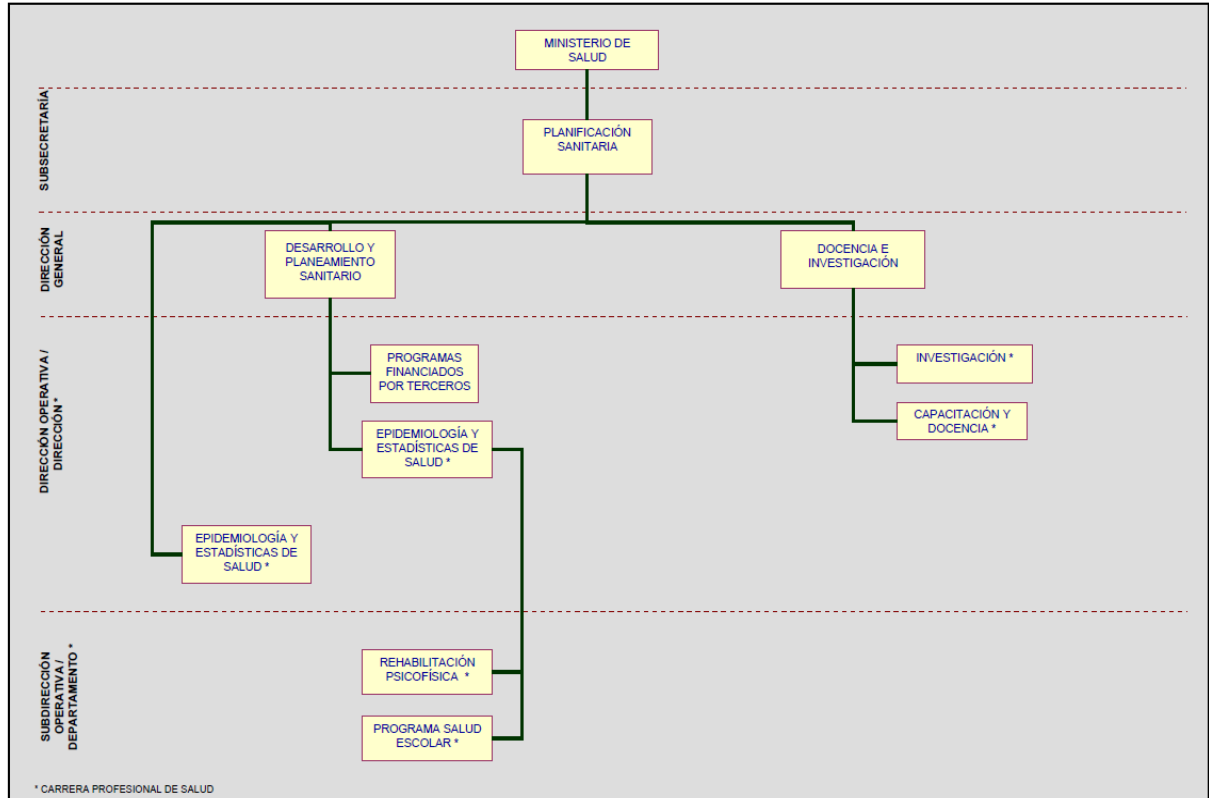 MINISTERIO DE
SALUD
SUBSECRETARÍA
PLANIFICACIÓN
SANITARIA
DIRECCIÓN
GENERAL
DESARROLLO Y
PLANEAMIENTO
SANITARIO
DOCENCIA E
INVESTIGACIÓN
DIRECCIÓN OPERATIVA /
DIRECCIÓN *
PROGRAMAS
FINANCIADOS
POR TERCEROS
INVESTIGACIÓN *
EPIDEMIOLOGÍA Y
ESTADÍSTICAS DE
SALUD *
CAPACITACIÓN Y
DOCENCIA *
EPIDEMIOLOGÍA Y
ESTADÍSTICAS DE
SALUD *
SUBDIRECCIÓN
OPERATIVA /
DEPARTAMENTO *
REHABILITACIÓN
PSICOFÍSICA *
PROGRAMA SALUD
ESCOLAR *
* CARRERA PROFESIONAL DE SALUD